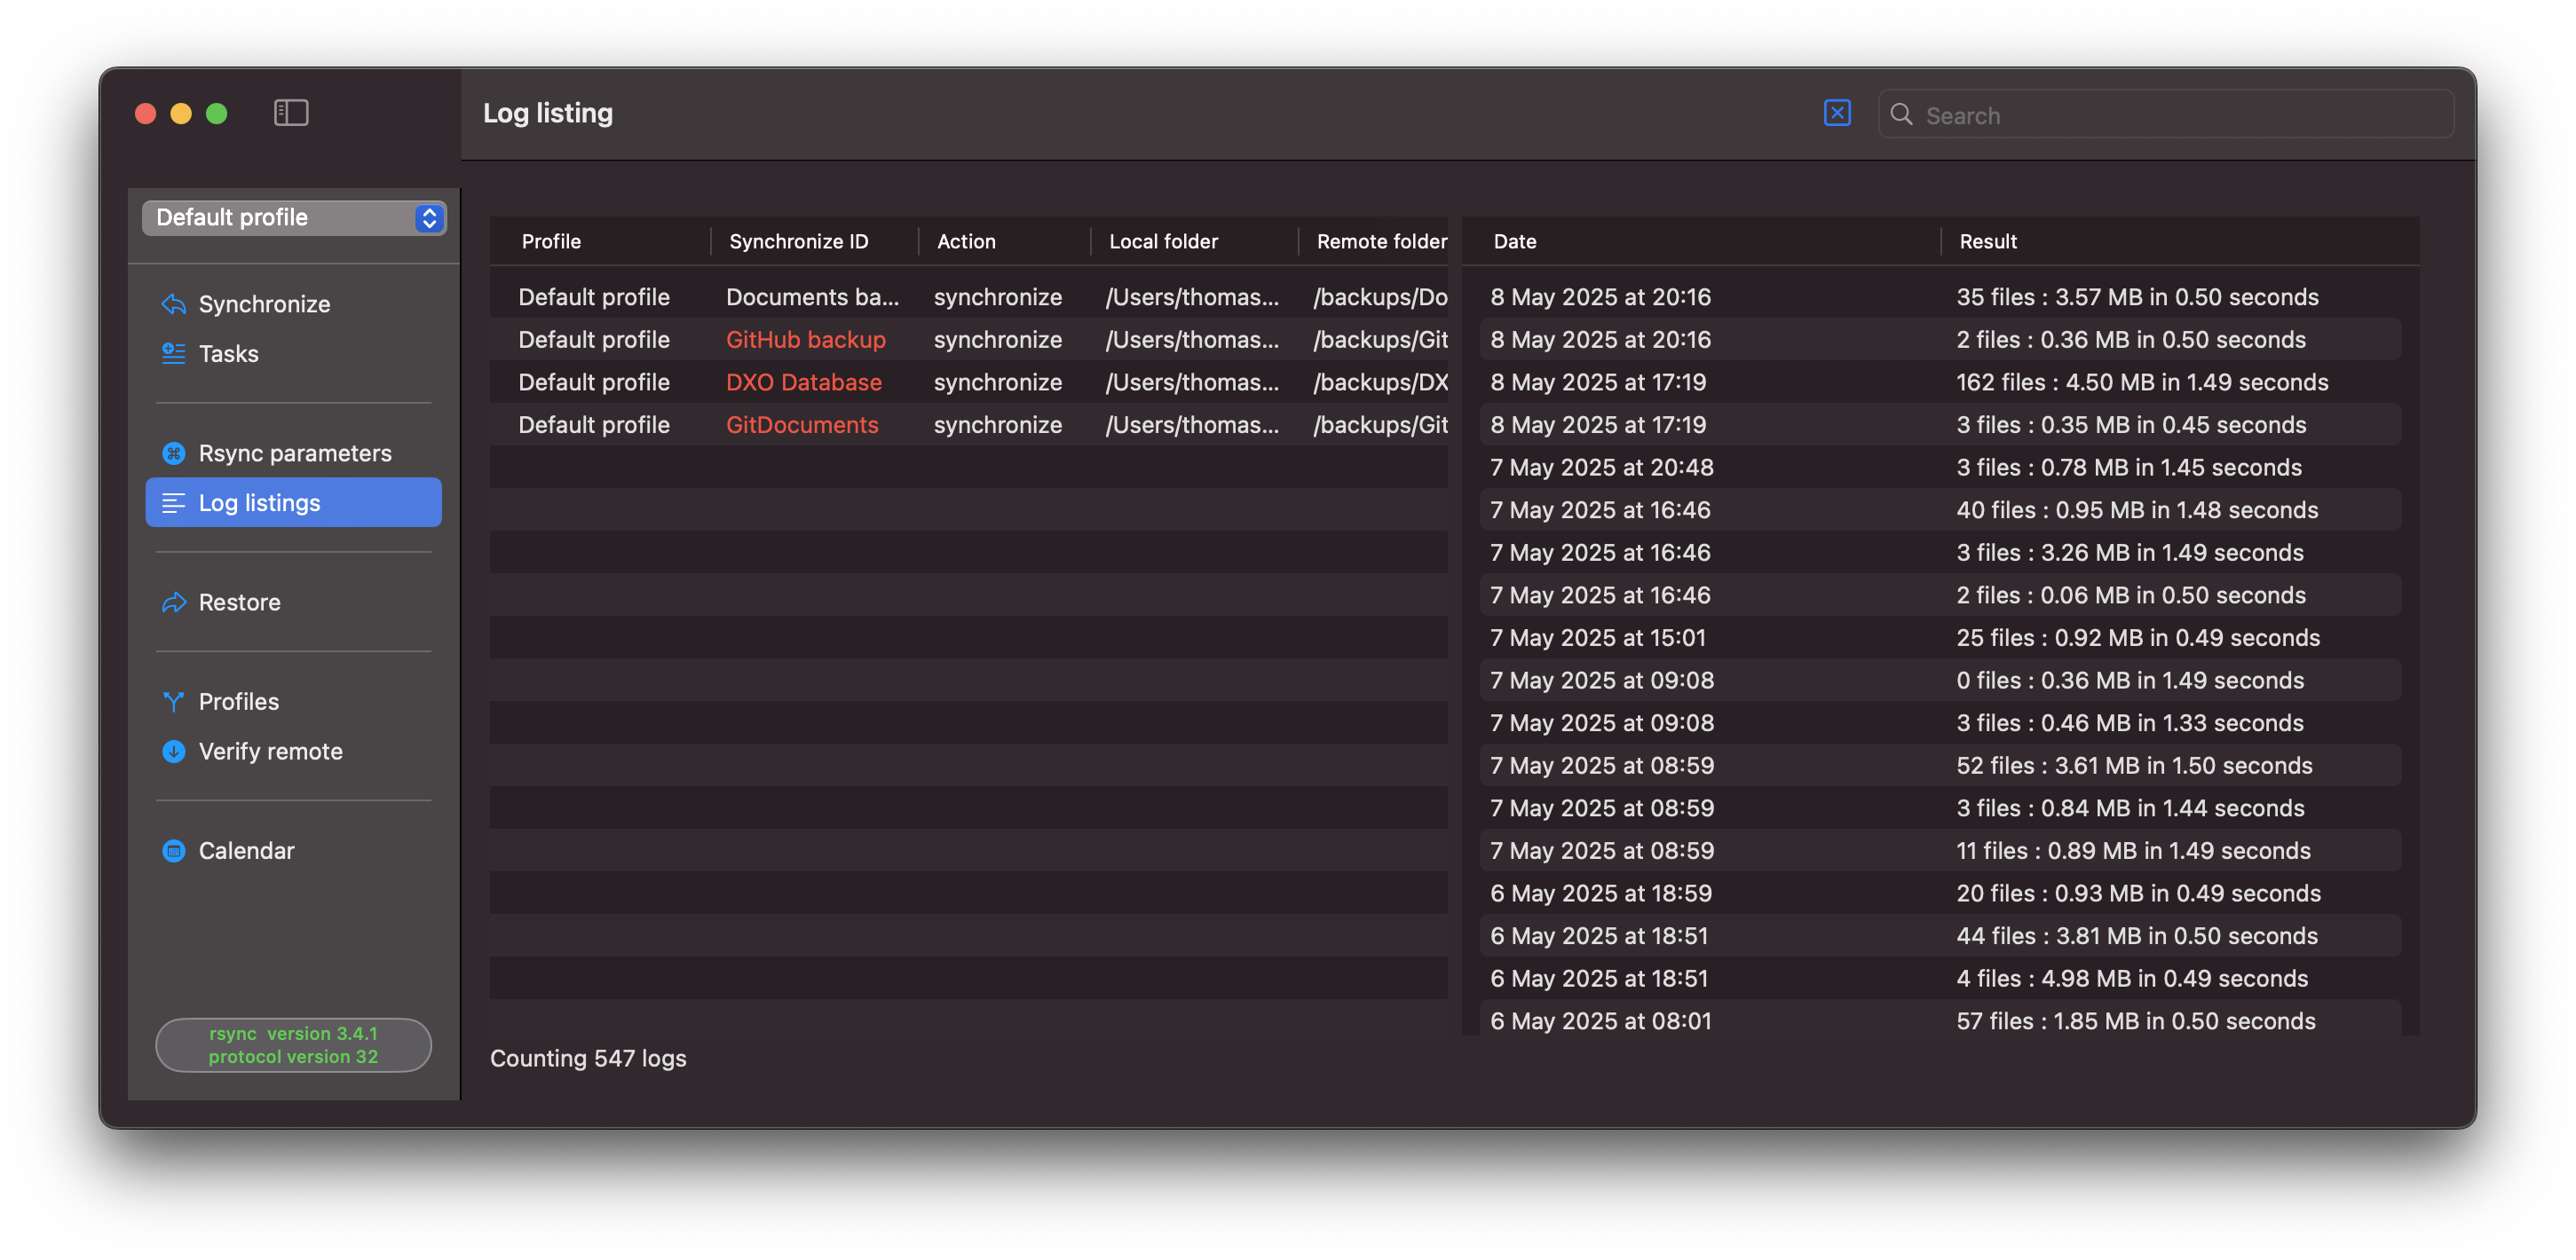 Log listing
Search
Default profile
Synchronize
Tasks
Rsync parameters
Log listings
Restore
Profiles
Verify remote
Calendar
rsync  version 3.4.1
protocol version 32
Profile Synchronize ID Action Local folder Remote folder
Default profile Documents ba... synchronize /Users/thomas... /backups/Do
Default profile GitHub backup synchronize /Users/thomas... /backups/Git
Default profile DXO Database synchronize /Users/thomas... /backups/DX
Default profile GitDocuments synchronize /Users/thomas... /backups/Git
Counting 547 logs
Date Result
8 May 2025 at 20:16 35 files : 3.57 MB in 0.50 seconds
8 May 2025 at 20:16 2 files : 0.36 MB in 0.50 seconds
8 May 2025 at 17:19 162 files : 4.50 MB in 1.49 seconds
8 May 2025 at 17:19 3 files : 0.35 MB in 0.45 seconds
7 May 2025 at 20:48 3 files : 0.78 MB in 1.45 seconds
7 May 2025 at 16:46 40 files : 0.95 MB in 1.48 seconds
7 May 2025 at 16:46 3 files : 3.26 MB in 1.49 seconds
7 May 2025 at 16:46 2 files : 0.06 MB in 0.50 seconds
7 May 2025 at 15:01 25 files : 0.92 MB in 0.49 seconds
7 May 2025 at 09:08 0 files : 0.36 MB in 1.49 seconds
7 May 2025 at 09:08 3 files : 0.46 MB in 1.33 seconds
7 May 2025 at 08:59 52 files : 3.61 MB in 1.50 seconds
7 May 2025 at 08:59 3 files : 0.84 MB in 1.44 seconds
7 May 2025 at 08:59 11 files : 0.89 MB in 1.49 seconds
6 May 2025 at 18:59 20 files : 0.93 MB in 0.49 seconds
6 May 2025 at 18:51 44 files : 3.81 MB in 0.50 seconds
6 May 2025 at 18:51 4 files : 4.98 MB in 0.49 seconds
6 May 2025 at 08:01 57 files : 1.85 MB in 0.50 seconds